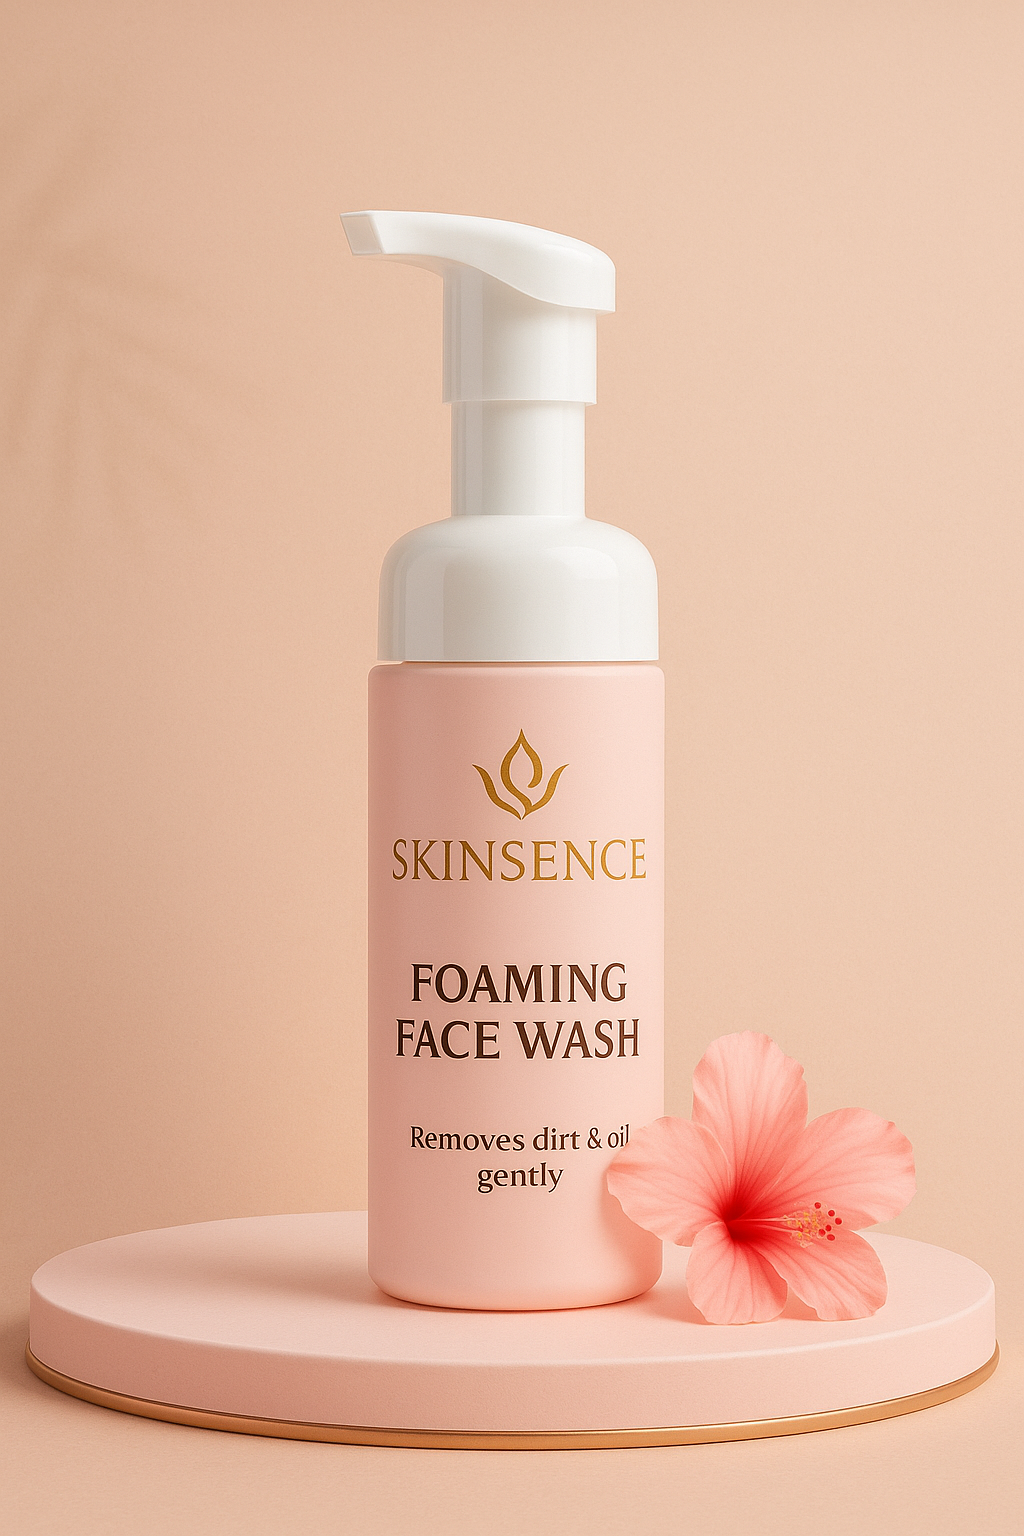 SKINSENCE
FOAMING
FACE WASH
Removes dirt & oil
gently